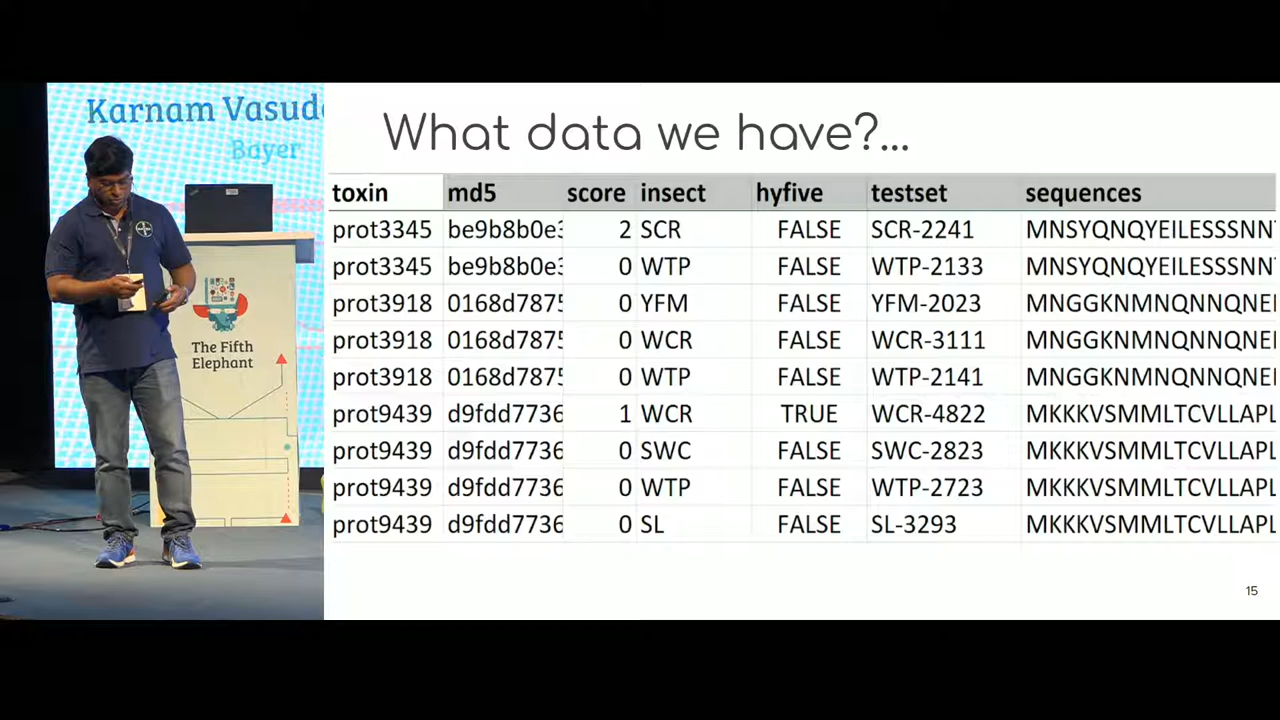 Karnam Vasud
Bayer
The Fifth
Elephant
What data we have?...
toxin md5 score insect hyfive testset sequences
prot3345 be9b8b0e3 2 SCR FALSE SCR-2241 MNSYQNQYEILESSSNN
prot3345 be9b8b0e3 0 WTP FALSE WTP-2133 MNSYQNQYEILESSSNN
prot3918 0168d7875 0 YFM FALSE YFM-2023 MNGGKNMNQNNQNE
prot3918 0168d7875 0 WCR FALSE WCR-3111 MNGGKNMNQNNQNE
prot3918 0168d7875 0 WTP FALSE WTP-2141 MNGGKNMNQNNQNE
prot9439 d9fdd7736 1 WCR TRUE WCR-4822 MKKKVSMMLTCVLLAPL
prot9439 d9fdd7736 0 SWC FALSE SWC-2823 MKKKVSMMLTCVLLAPL
prot9439 d9fdd7736 0 WTP FALSE WTP-2723 MKKKVSMMLTCVLLAPL
prot9439 d9fdd7736 0 SL FALSE SL-3293 MKKKVSMMLTCVLLAPL
15